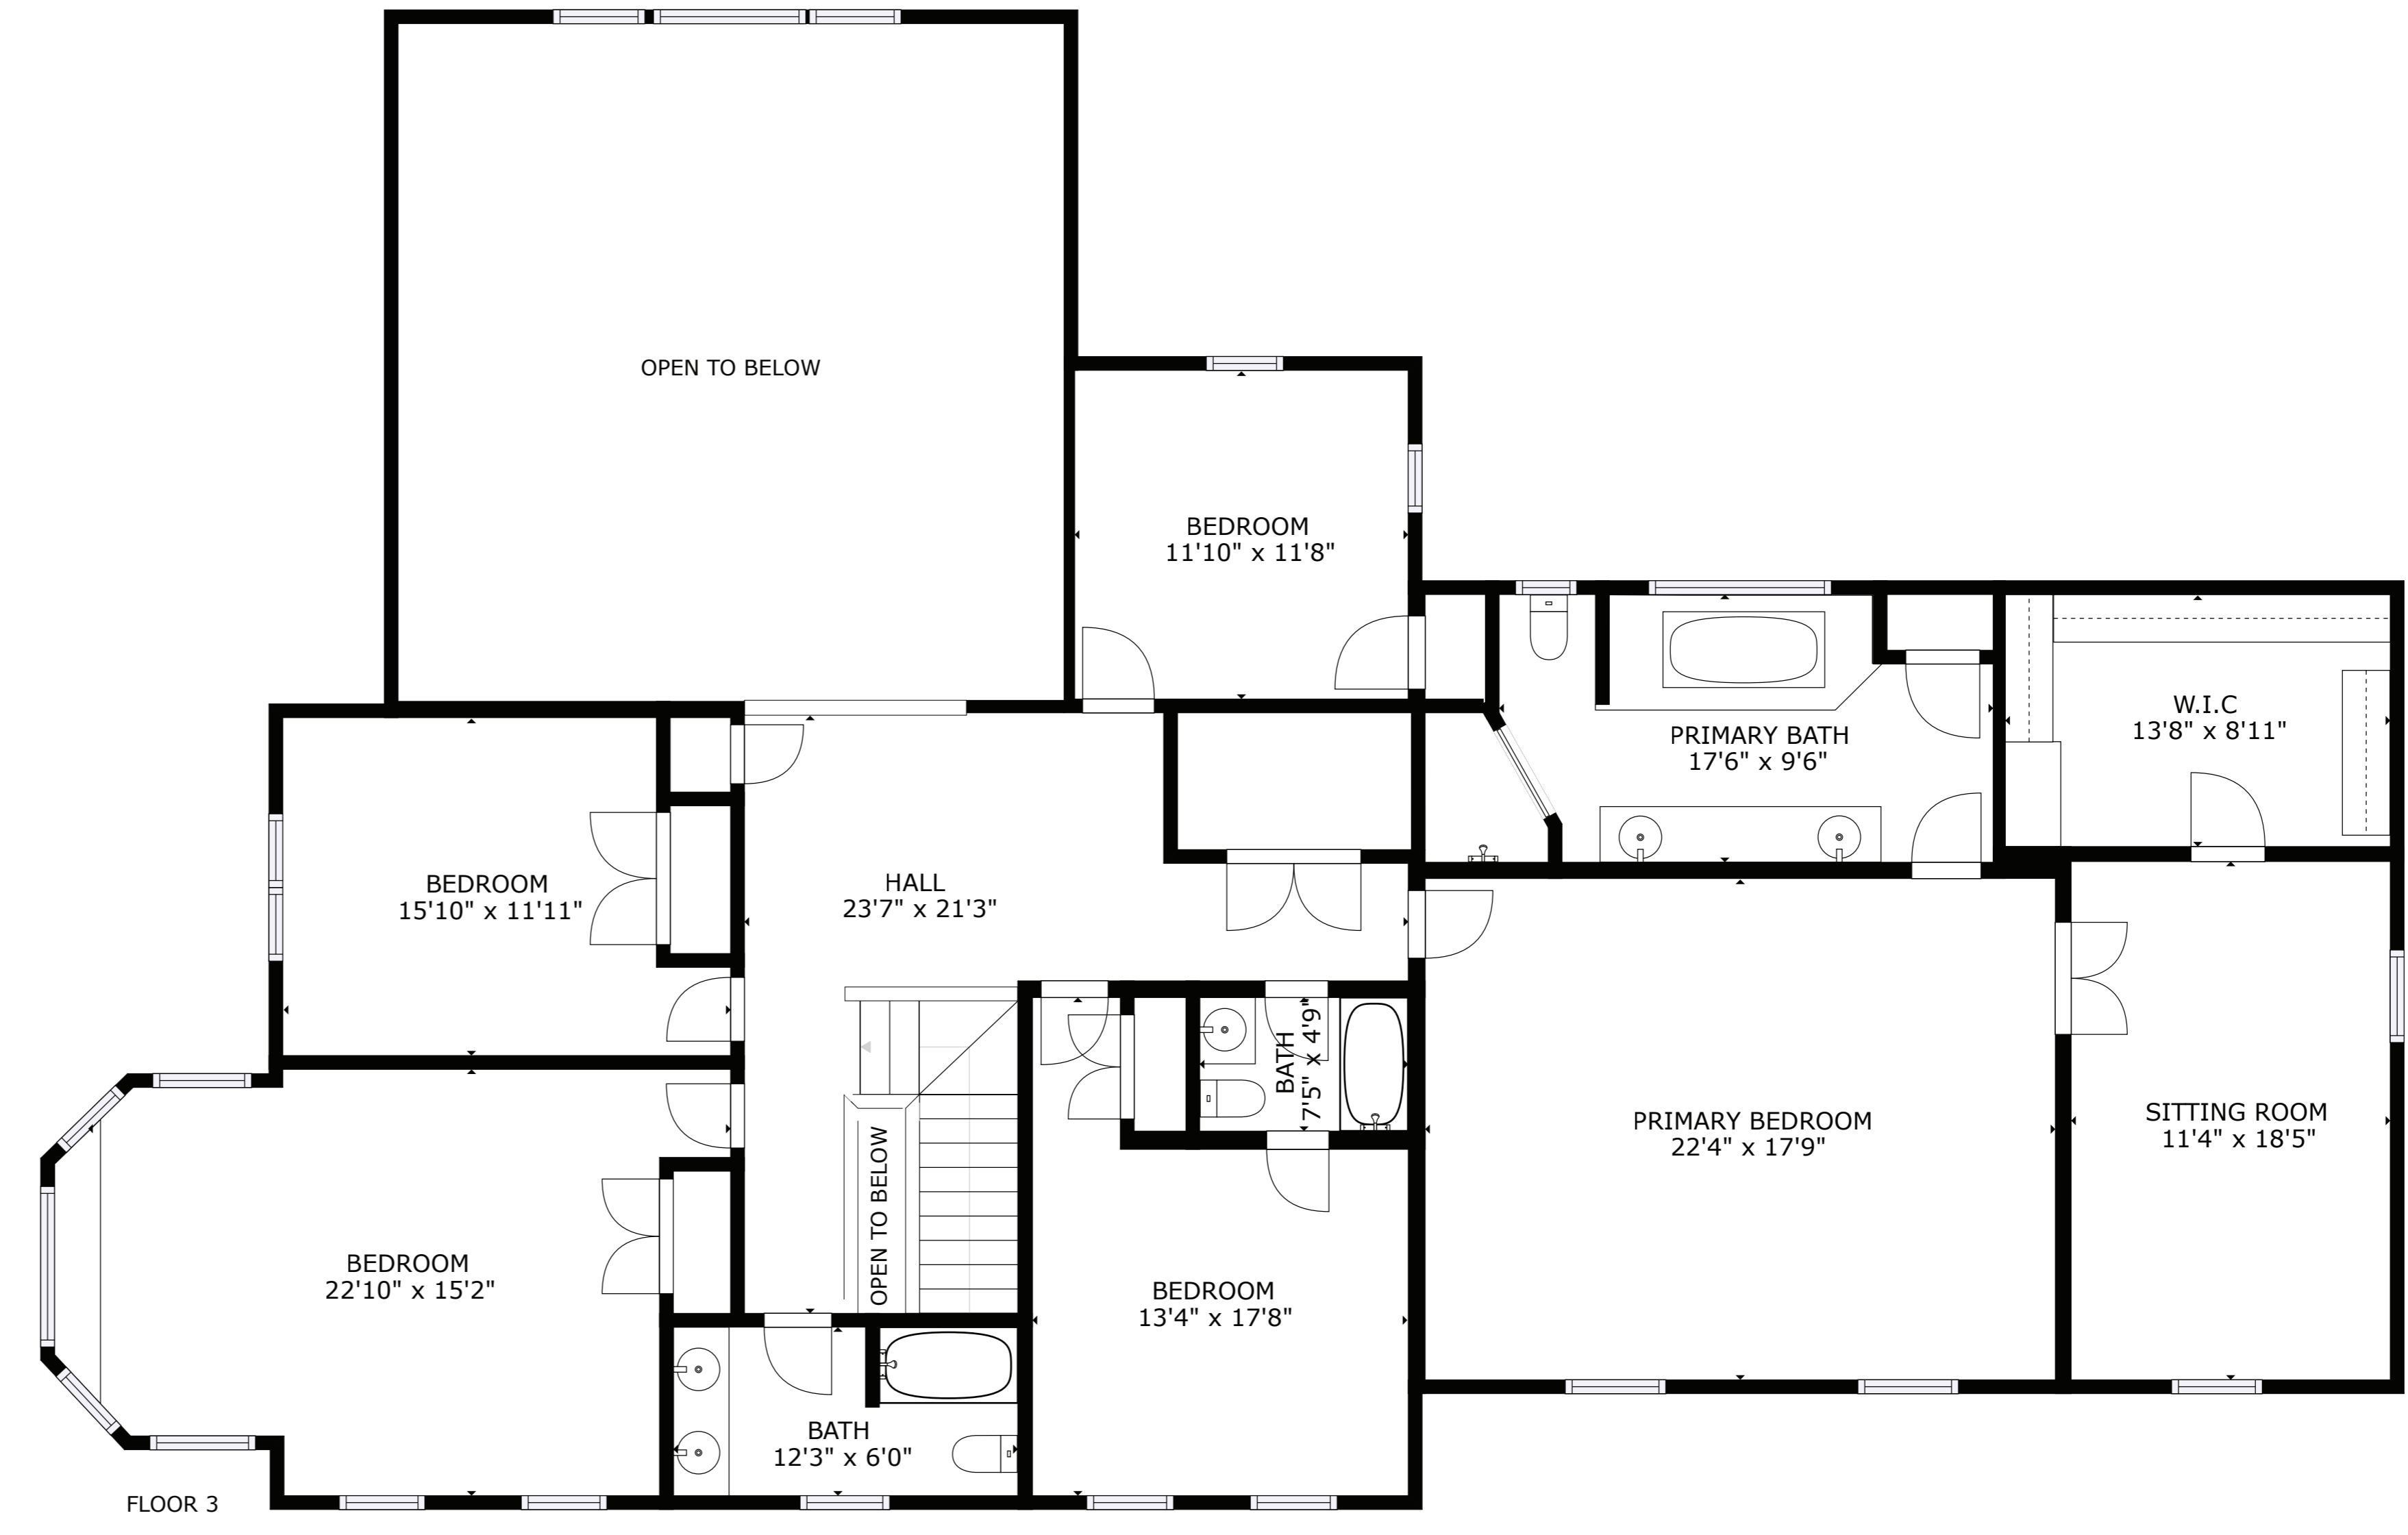 OPEN TO BELOW
BEDROOM
11'10" x 11'8"
W.I.C
13'8" x 8'11"
PRIMARY BATH
17'6" x 9'6"
BEDROOM
15'10" x 11'11"
HALL
23'7" x 21'3"
BATH
7'5" x 4'9"
PRIMARY BEDROOM
22'4" x 17'9"
SITTING ROOM
11'4" x 18'5"
OPEN TO BELOW
BEDROOM
22'10" x 15'2"
BEDROOM
13'4" x 17'8"
BATH
12'3" x 6'0"
FLOOR 3